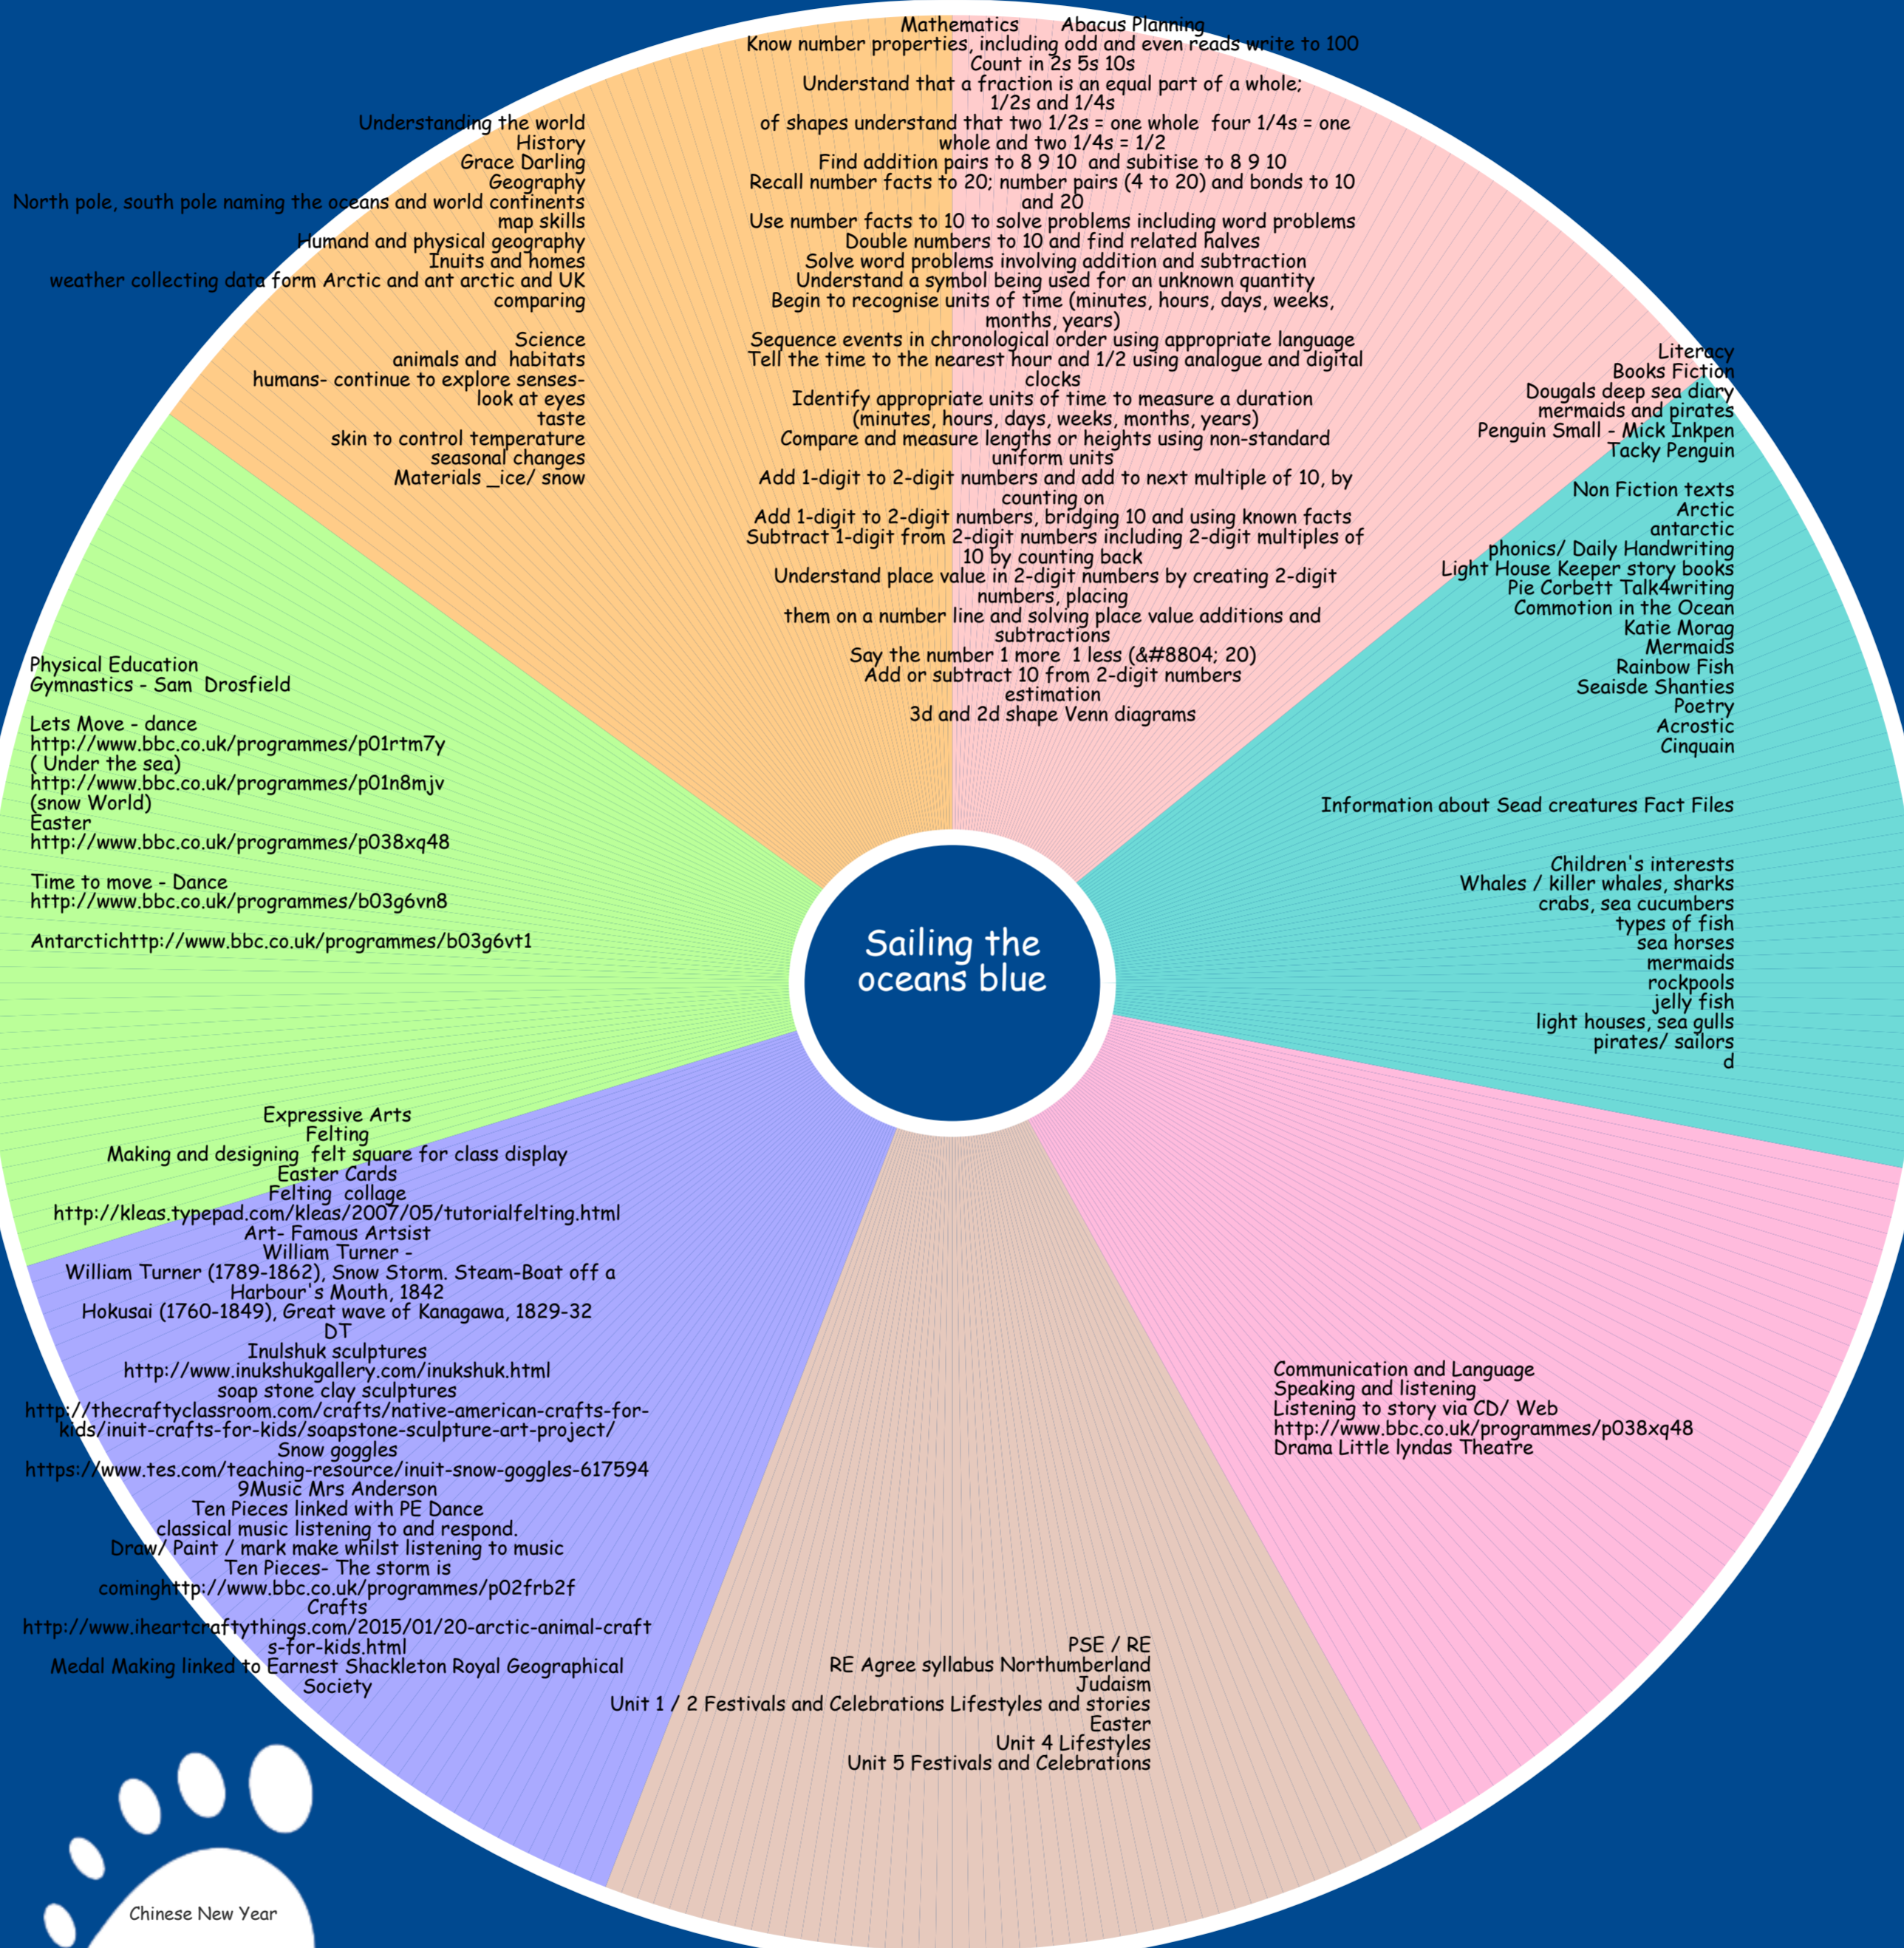 Mathematics Abacus Planning
Know number properties, including odd and even reads write to 100
Count in 2s 5s 10s
Understand that a fraction is an equal part of a whole;
1/2s and 1/4s
of shapes understand that two 1/2s = one whole four 1/4s = one
whole and two 1/4s = 1/2
Find addition pairs to 8 9 10 and subitise to 8 9 10
Recall number facts to 20; number pairs (4 to 20) and bonds to 10
and 20
Use number facts to 10 to solve problems including word problems
Double numbers to 10 and find related halves
Solve word problems involving addition and subtraction
Understand a symbol being used for an unknown quantity
Begin to recognise units of time (minutes, hours, days, weeks,
months, years)
Sequence events in chronological order using appropriate language
Tell the time to the nearest hour and 1/2 using analogue and digital
clocks
Identify appropriate units of time to measure a duration
(minutes, hours, days, weeks, months, years)
Compare and measure lengths or heights using non-standard
uniform units
Add 1-digit to 2-digit numbers and add to next multiple of 10, by
counting on
Add 1-digit to 2-digit numbers, bridging 10 and using known facts
Subtract 1-digit from 2-digit numbers including 2-digit multiples of
10 by counting back
Understand place value in 2-digit numbers by creating 2-digit
numbers, placing
them on a number line and solving place value additions and
subtractions
Say the number 1 more 1 less (&#8804; 20)
Add or subtract 10 from 2-digit numbers
estimation
3d and 2d shape Venn diagrams
Understanding the world
History
Grace Darling
Geography
North pole, south pole naming the oceans and world continents
map skills
Humand and physical geography
Inuits and homes
weather collecting data form Arctic and ant arctic and UK
comparing
Science
animals and habitats
humans- continue to explore senses-
look at eyes
taste
skin to control temperature
seasonal changes
Materials _ice/ snow
Literacy
Books Fiction
Dougals deep sea diary
mermaids and pirates
Penguin Small - Mick Inkpen
Tacky Penguin
Non Fiction texts
Arctic
antarctic
phonics/ Daily Handwriting
Light House Keeper story books
Pie Corbett Talk4writing
Commotion in the Ocean
Katie Morag
Mermaids
Rainbow Fish
Seaisde Shanties
Poetry
Acrostic
Cinquain
Information about Sead creatures Fact Files
Children's interests
Whales / killer whales, sharks
crabs, sea cucumbers
types of fish
sea horses
mermaids
rockpools
jelly fish
light houses, sea gulls
pirates/ sailors
d
Physical Education
Gymnastics - Sam Drosfield
Lets Move - dance
http://www.bbc.co.uk/programmes/p01rtm7y
( Under the sea)
http://www.bbc.co.uk/programmes/p01n8mjv
(snow World)
Easter
http://www.bbc.co.uk/programmes/p038xq48
Time to move - Dance
http://www.bbc.co.uk/programmes/b03g6vn8
Antarctichttp://www.bbc.co.uk/programmes/b03g6vt1
Sailing the
oceans blue
Expressive Arts
Felting
Making and designing felt square for class display
Easter Cards
Felting collage
http://kleas.typepad.com/kleas/2007/05/tutorialfelting.html
Art- Famous Artsist
William Turner -
William Turner (1789-1862), Snow Storm. Steam-Boat off a
Harbour's Mouth, 1842
Hokusai (1760-1849), Great wave of Kanagawa, 1829-32
DT
Inulshuk sculptures
http://www.inukshukgallery.com/inukshuk.html
soap stone clay sculptures
http://thecraftyclassroom.com/crafts/native-american-crafts-for-
kids/inuit-crafts-for-kids/soapstone-sculpture-art-project/
Snow goggles
https://www.tes.com/teaching-resource/inuit-snow-goggles-617594
9Music Mrs Anderson
Ten Pieces linked with PE Dance
classical music listening to and respond.
Draw/ Paint / mark make whilst listening to music
Ten Pieces- The storm is
cominghttp://www.bbc.co.uk/programmes/p02frb2f
Crafts
http://www.iheartcraftythings.com/2015/01/20-arctic-animal-craft
s-for-kids.html
Medal Making linked to Earnest Shackleton Royal Geographical
Society
Communication and Language
Speaking and listening
Listening to story via CD/ Web
http://www.bbc.co.uk/programmes/p038xq48
Drama Little lyndas Theatre
PSE / RE
RE Agree syllabus Northumberland
Judaism
Unit 1 / 2 Festivals and Celebrations Lifestyles and stories
Easter
Unit 4 Lifestyles
Unit 5 Festivals and Celebrations
Chinese New Year